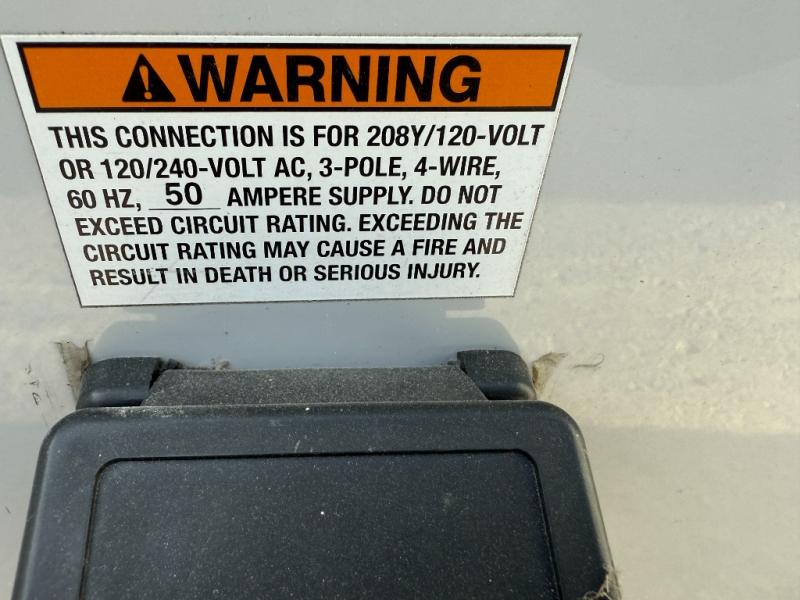 WARNING
THIS CONNECTION IS FOR 208Y/120-VOLT
OR 120/240-VOLT AC, 3-POLE, 4-WIRE,
60 HZ, 50 AMPERE SUPPLY. DO NOT
EXCEED CIRCUIT RATING. EXCEEDING THE
CIRCUIT RATING MAY CAUSE A FIRE AND
RESULT IN DEATH OR SERIOUS INJURY.